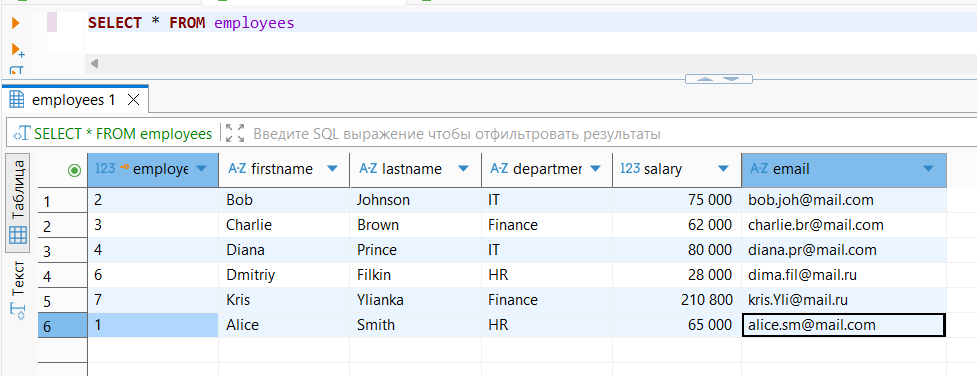 SELECT * FROM employees
employees 1
SELECT * FROM employees Введите SQL выражение чтобы отфильтровать результаты
Таблица
Текст
123 employe A-Z firstname A-Z lastname A-Z departmer 123 salary A-Z email
1 2 Bob Johnson IT 75 000 bob.joh@mail.com
2 3 Charlie Brown Finance 62 000 charlie.br@mail.com
3 4 Diana Prince IT 80 000 diana.pr@mail.com
4 6 Dmitriy Filkin HR 28 000 dima.fil@mail.ru
5 7 Kris Ylianka Finance 210 800 kris.Yli@mail.ru
6 1 Alice Smith HR 65 000 alice.sm@mail.com